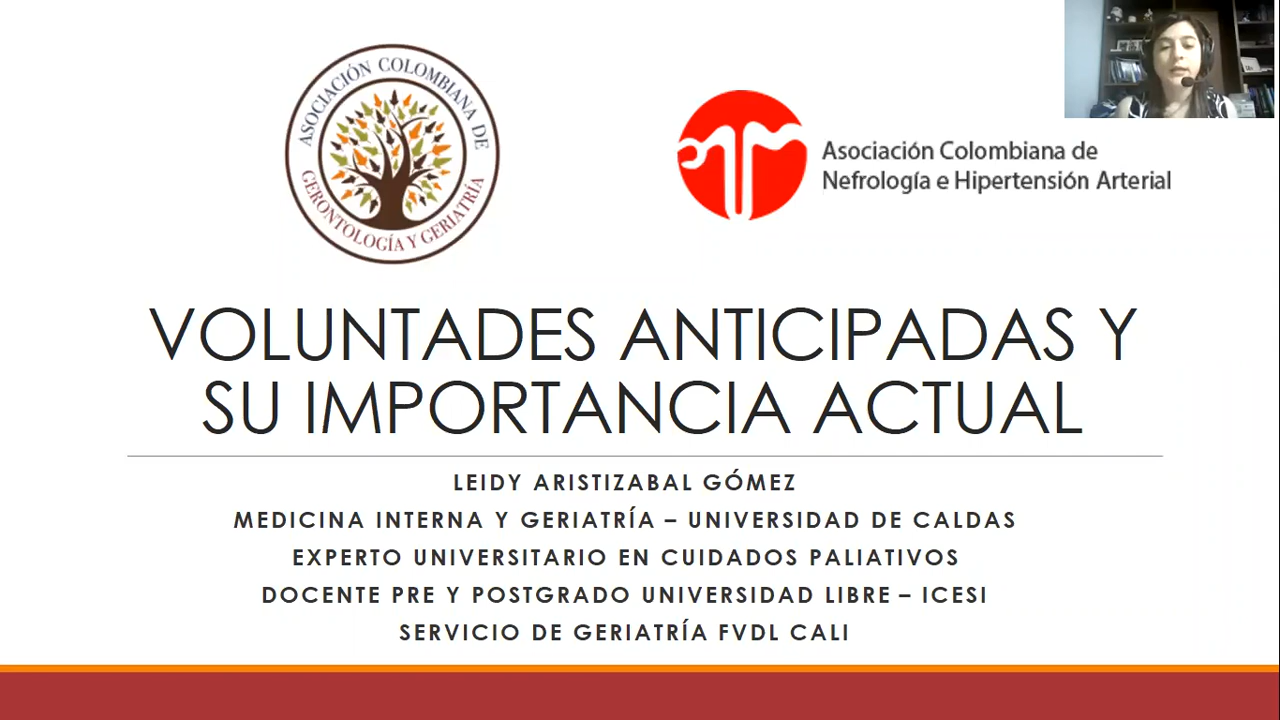 ASOCIACIÓN COLOMBIANA DE
GERONTOLOGÍA Y GERIATRÍA
Asociación Colombiana de
Nefrología e Hipertensión Arterial
VOLUNTADES ANTICIPADAS Y
SU IMPORTANCIA ACTUAL
LEIDY ARISTIZABAL GÓMEZ
MEDICINA INTERNA Y GERIATRÍA – UNIVERSIDAD DE CALDAS
EXPERTO UNIVERSITARIO EN CUIDADOS PALIATIVOS
DOCENTE PRE Y POSTGRADO UNIVERSIDAD LIBRE – ICESI
SERVICIO DE GERIATRÍA FVDL CALI